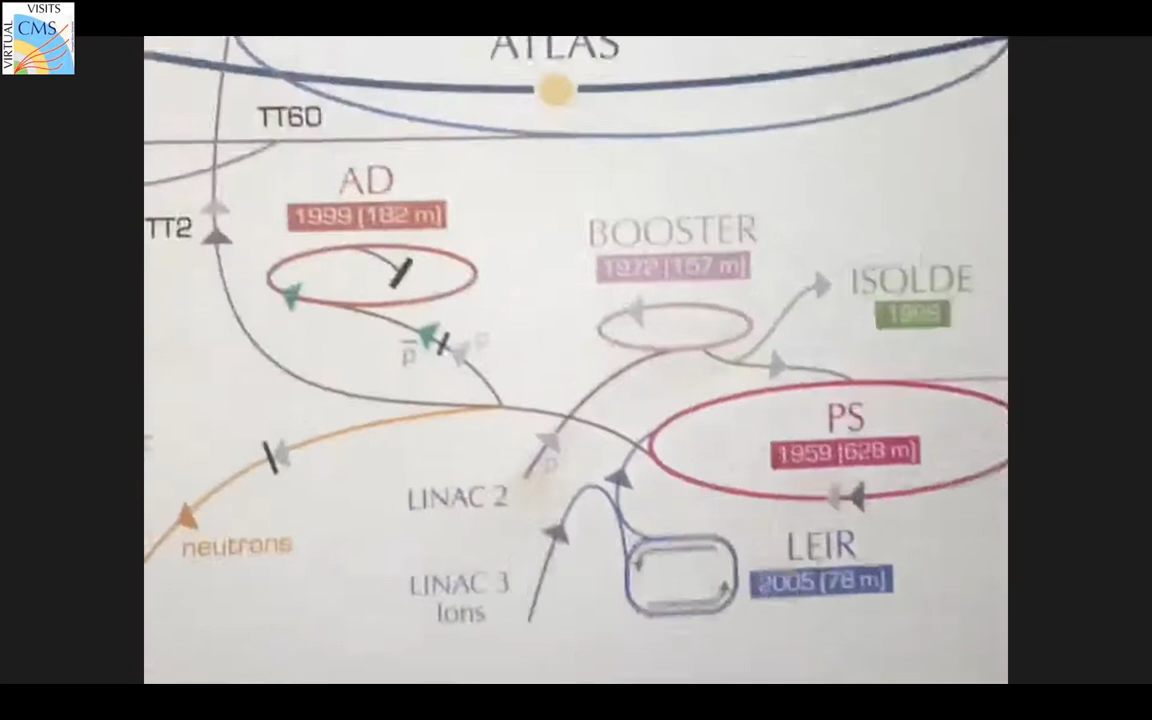 VISITS
VIRTUAL
CMS
ATLAS
TT60
AD
1999 (182 m)
TT2
BOOSTER
1972 (157 m)
ISOLDE
p
p
PS
1959 (628 m)
p
LINAC 2
neutrons
LEIR
2005 (78 m)
LINAC 3
Ions